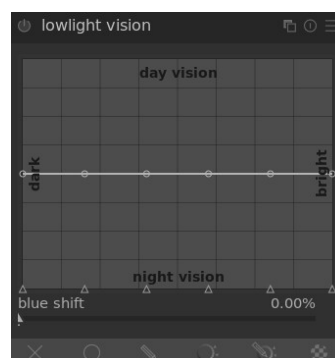 lowlight vision
day vision
dark
bright
night vision
blue shift 0.00%